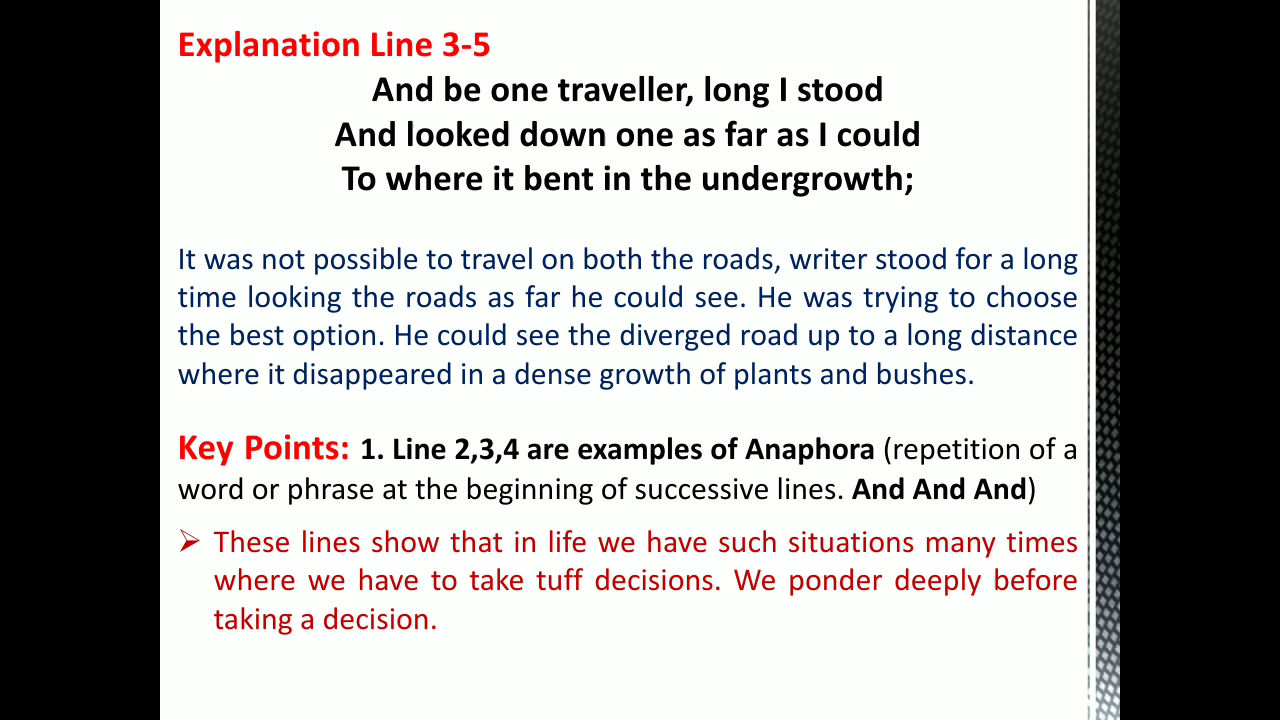 Explanation Line 3-5
And be one traveller, long I stood
And looked down one as far as I could
To where it bent in the undergrowth;
It was not possible to travel on both the roads, writer stood for a long
time looking the roads as far he could see. He was trying to choose
the best option. He could see the diverged road up to a long distance
where it disappeared in a dense growth of plants and bushes.
Key Points: 1. Line 2,3,4 are examples of Anaphora (repetition of a
word or phrase at the beginning of successive lines. And And And)
➢ These lines show that in life we have such situations many times
where we have to take tuff decisions. We ponder deeply before
taking a decision.